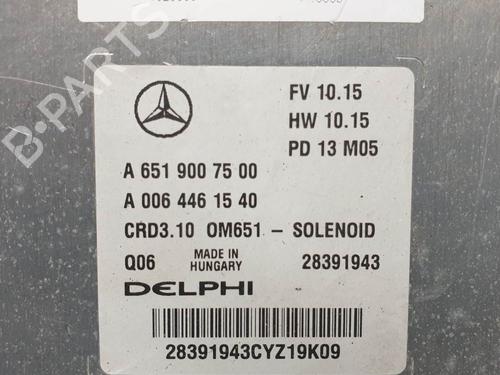 FV 10.15
HW 10.15
PD 13 M05
A 651 900 75 00
A 006 446 15 40
CRD3.10 OM651 - SOLENOID
Q06 MADE IN HUNGARY 28391943
DELPHI
28391943CYZ19K09
B-PARTS